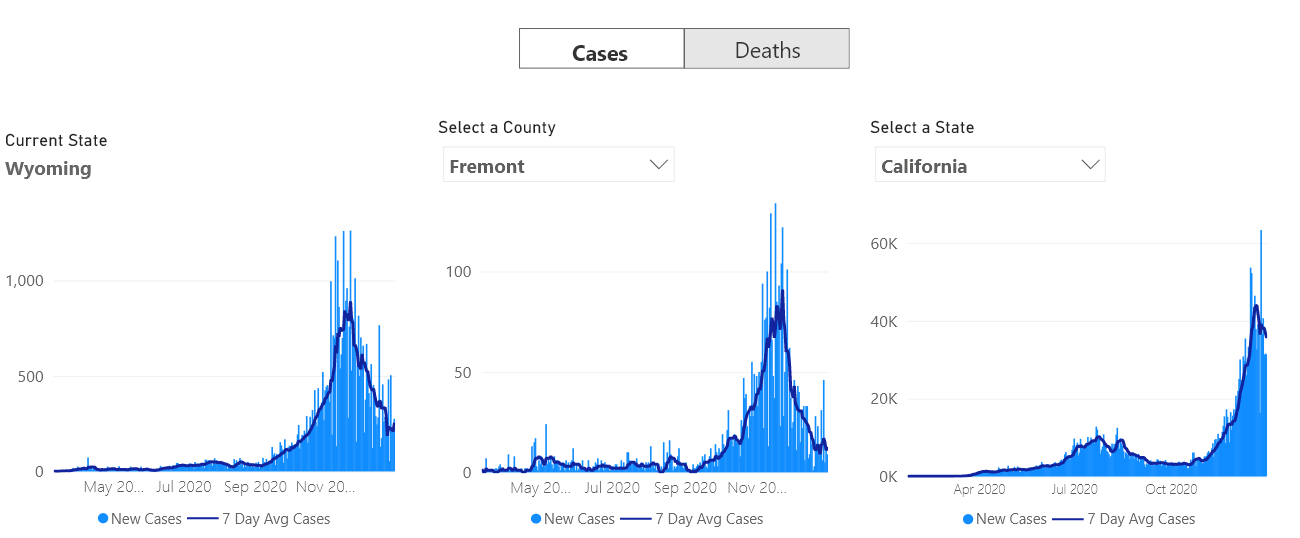 Cases
Deaths
Current State
Wyoming
1,000
500
0
May 20...
Jul 2020
Sep 2020
Nov 20...
New Cases
7 Day Avg Cases
Select a County
Fremont
100
50
0
May 20...
Jul 2020
Sep 2020
Nov 20...
New Cases
7 Day Avg Cases
Select a State
California
60K
40K
20K
0K
Apr 2020
Jul 2020
Oct 2020
New Cases
7 Day Avg Cases